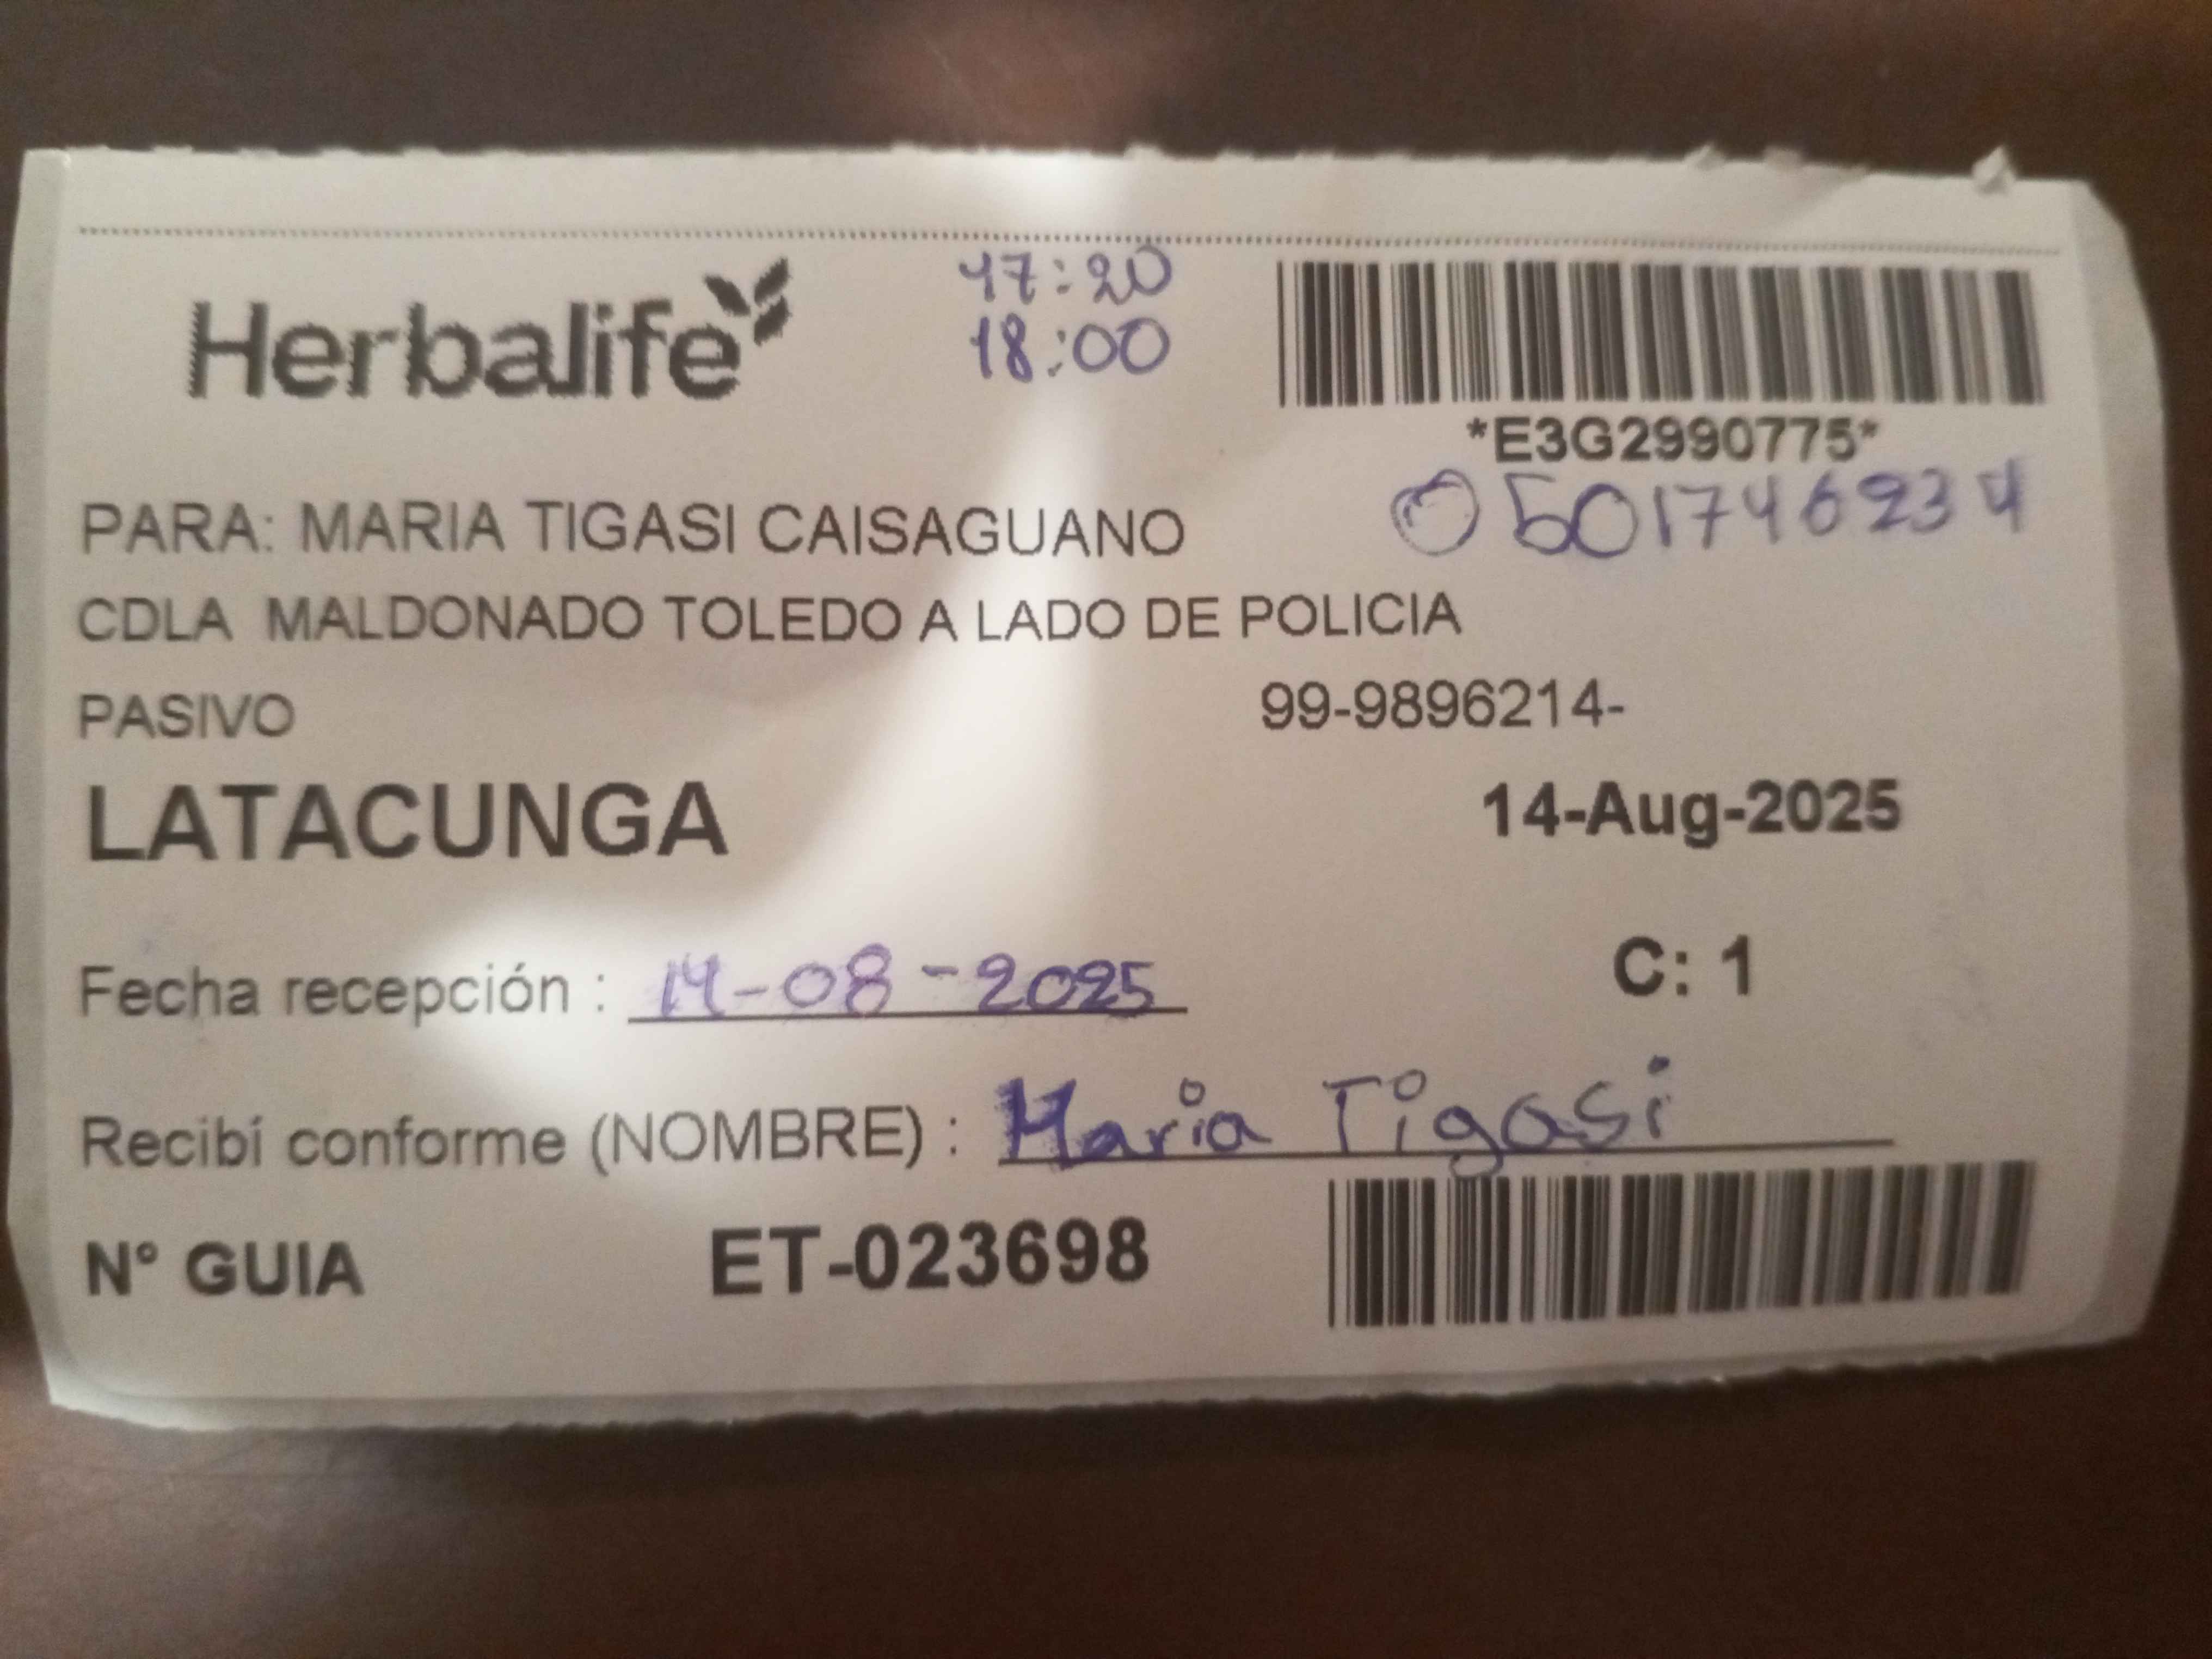 Herbalife
17:20
18:00
*E3G2990775*
0501746234
PARA: MARIA TIGASI CAISAGUANO
CDLA MALDONADO TOLEDO A LADO DE POLICIA
PASIVO
99-9896214-
LATACUNGA
14-Aug-2025
Fecha recepción : 14-08-2025
C: 1
Recibí conforme (NOMBRE) : Maria Tigasi
N° GUIA ET-023698